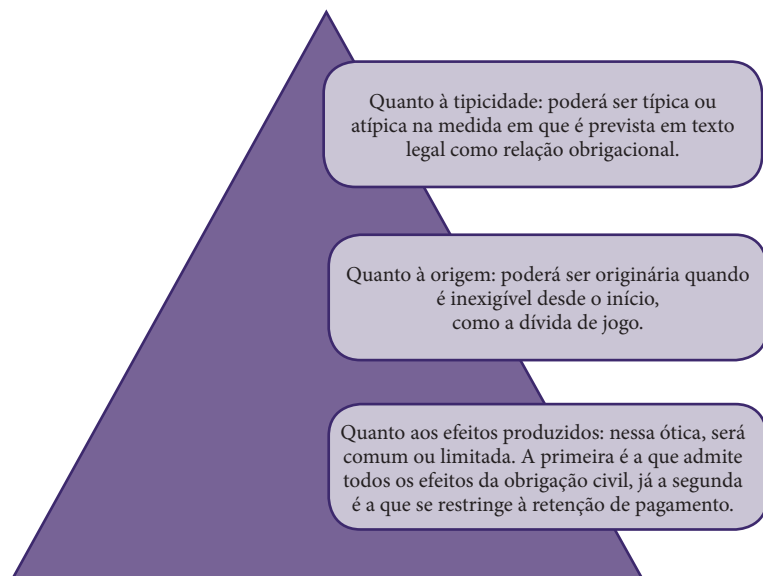 Quanto à tipicidade: poderá ser típica ou
atípica na medida em que é prevista em texto
legal como relação obrigacional.
Quanto à origem: poderá ser originária quando
é inexigível desde o início,
como a dívida de jogo.
Quanto aos efeitos produzidos: nessa ótica, será
comum ou limitada. A primeira é a que admite
todos os efeitos da obrigação civil, já a segunda
é a que se restringe à retenção de pagamento.